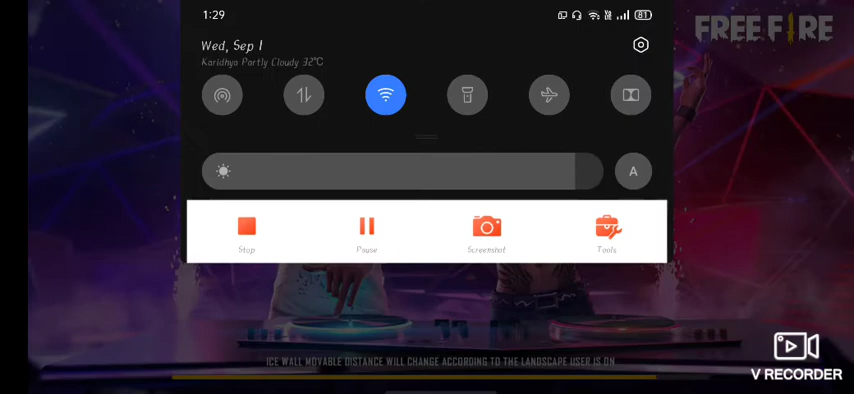 1:29
81
FREE FIRE
Wed, Sep 1
Karidhya Partly Cloudy 32°C
A
Stop
Pause
Screenshot
Tools
ICE WALL MOVABLE DISTANCE WILL CHANGE ACCORDING TO THE LANDSCAPE USER IS ON
V RECORDER